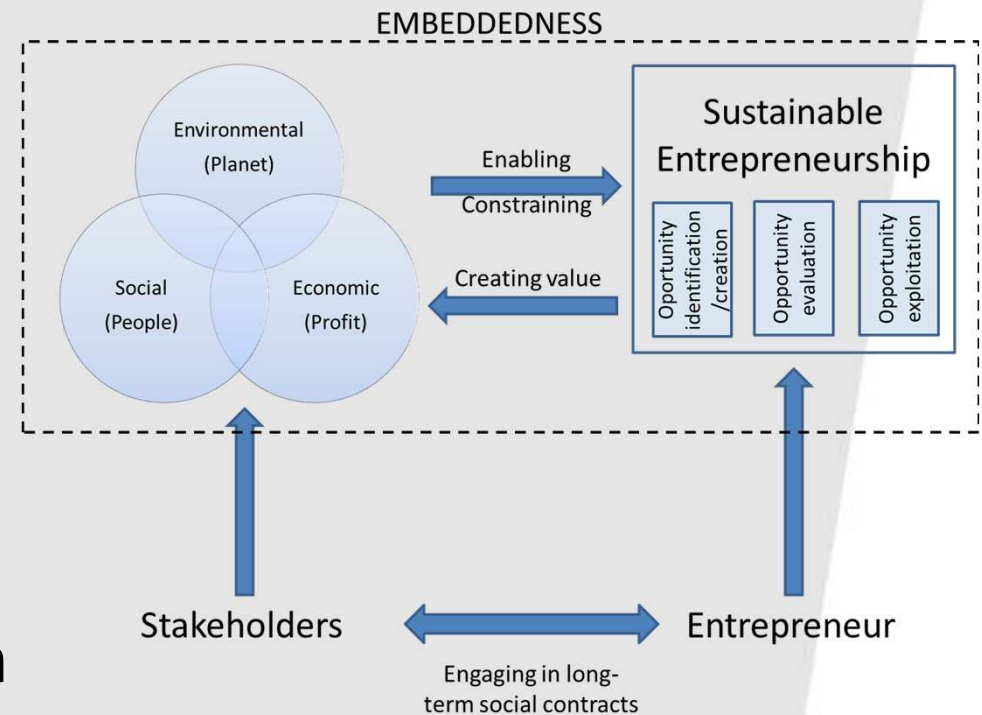 EMBEDDEDNESS
Environmental
(Planet)
Social
(People)
Economic
(Profit)
Enabling
Constraining
Creating value
Sustainable
Entrepreneurship
Oportunity
identification
/creation
Opportunity
evaluation
Opportunity
exploitation
Stakeholders
Entrepreneur
Engaging in long-
term social contracts